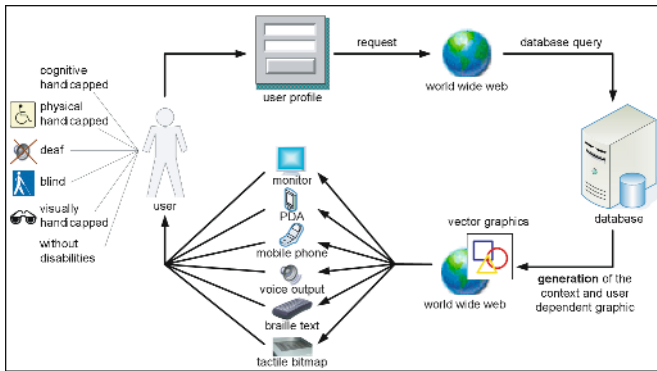 cognitive
handicapped
physical
handicapped
deaf
blind
visually
handicapped
without
disabilities
user
user profile
request
world wide web
database query
database
generation of the
context and user
dependent graphic
vector graphics
world wide web
monitor
PDA
mobile phone
voice output
braille text
tactile bitmap